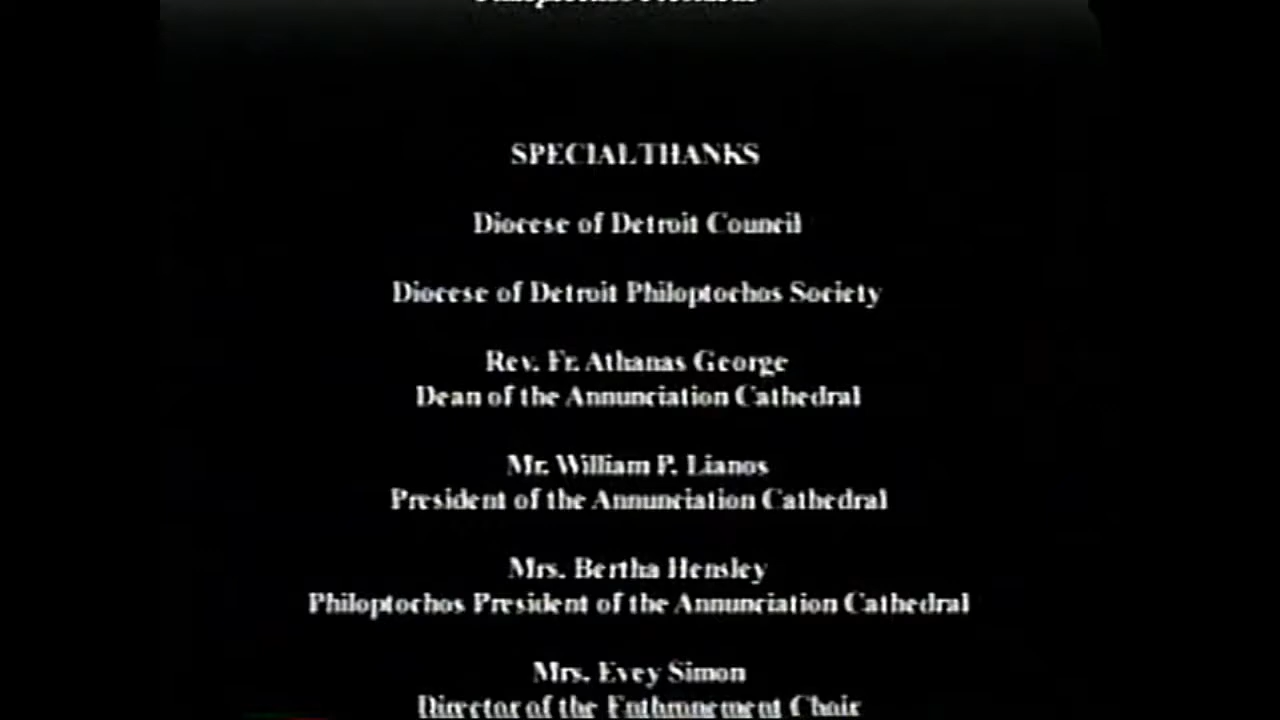 SPECIAL THANKS
Diocese of Detroit Council
Diocese of Detroit Philoptochos Society
Rev. Fr. Athanas George
Dean of the Annunciation Cathedral
Mr. William P. Lianos
President of the Annunciation Cathedral
Mrs. Bertha Hensley
Philoptochos President of the Annunciation Cathedral
Mrs. Evey Simon
Director of the Enthronement Choir